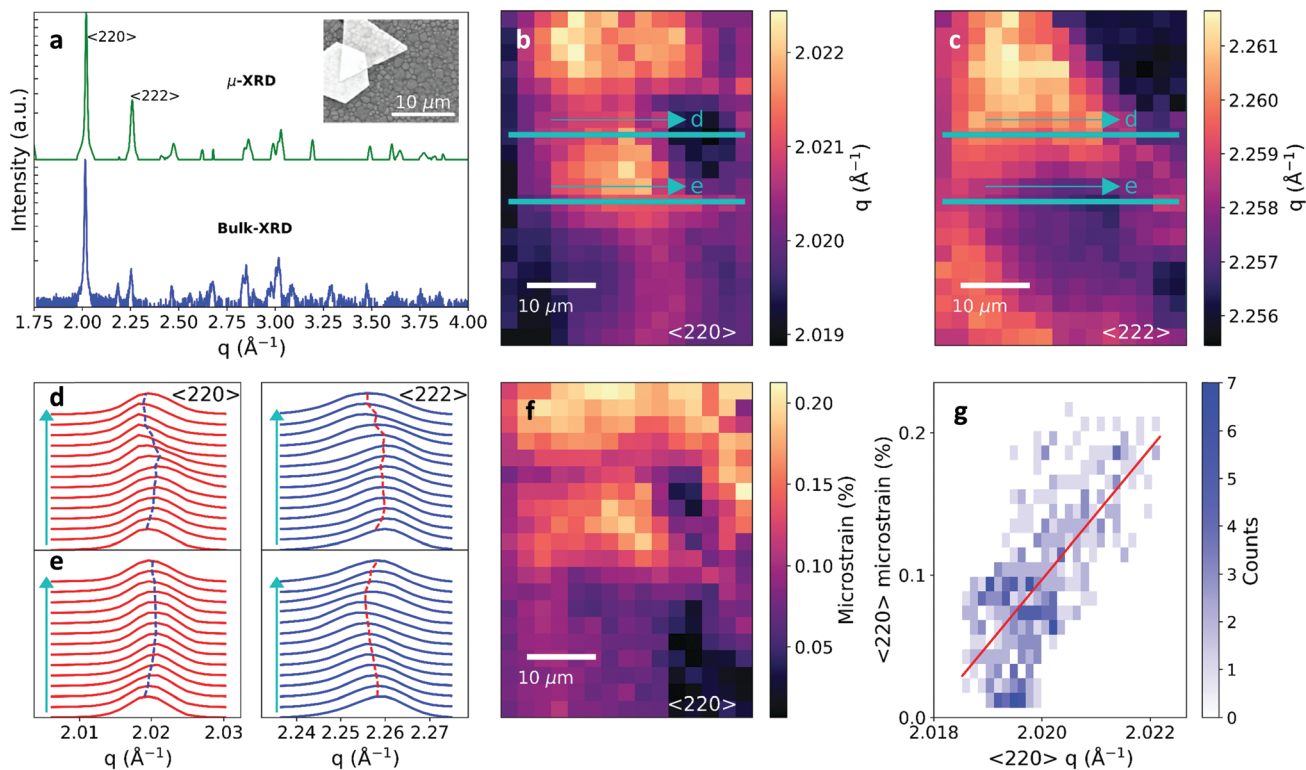 a
<220>
<222>
μ-XRD
10 μm
Bulk-XRD
Intensity (a.u.)
1.75 2.00 2.25 2.50 2.75 3.00 3.25 3.50 3.75 4.00
q (Å⁻¹)
b
d
e
10 μm
<220>
2.022
2.021
2.020
2.019
q (Å⁻¹)
c
d
e
10 μm
<222>
2.261
2.260
2.259
2.258
2.257
2.256
q (Å⁻¹)
d
<220>
<222>
e
2.01 2.02 2.03
q (Å⁻¹)
2.24 2.25 2.26 2.27
q (Å⁻¹)
f
10 μm
<220>
0.20
0.15
0.10
0.05
Microstrain (%)
g
<220> microstrain (%)
0.2
0.1
0.0
2.018 2.020 2.022
<220> q (Å⁻¹)
7
6
5
4
3
2
1
0
Counts